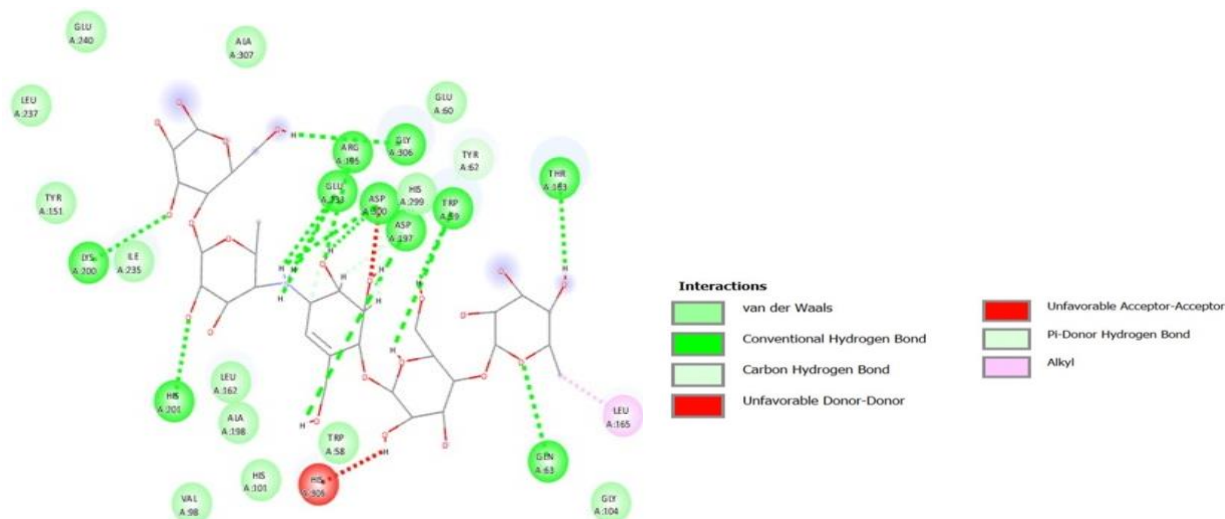 GLU
A:240
ALA
A:307
LEU
A:237
GLU
A:60
ARG
A:195
GLY
A:306
TYR
A:62
THR
A:163
GLU
A:233
ASP
A:300
HIS
A:299
TRP
A:59
TYR
A:151
ASP
A:197
LYS
A:200
ILE
A:235
LEU
A:162
HIS
A:201
ALA
A:198
LEU
A:165
TRP
A:58
HIS
A:101
HIS
A:305
GLN
A:63
VAL
A:98
GLY
A:104
H
H
H
H
H
H
H
H
H
H
H
Interactions
van der Waals
Conventional Hydrogen Bond
Carbon Hydrogen Bond
Unfavorable Donor-Donor
Unfavorable Acceptor-Acceptor
Pi-Donor Hydrogen Bond
Alkyl